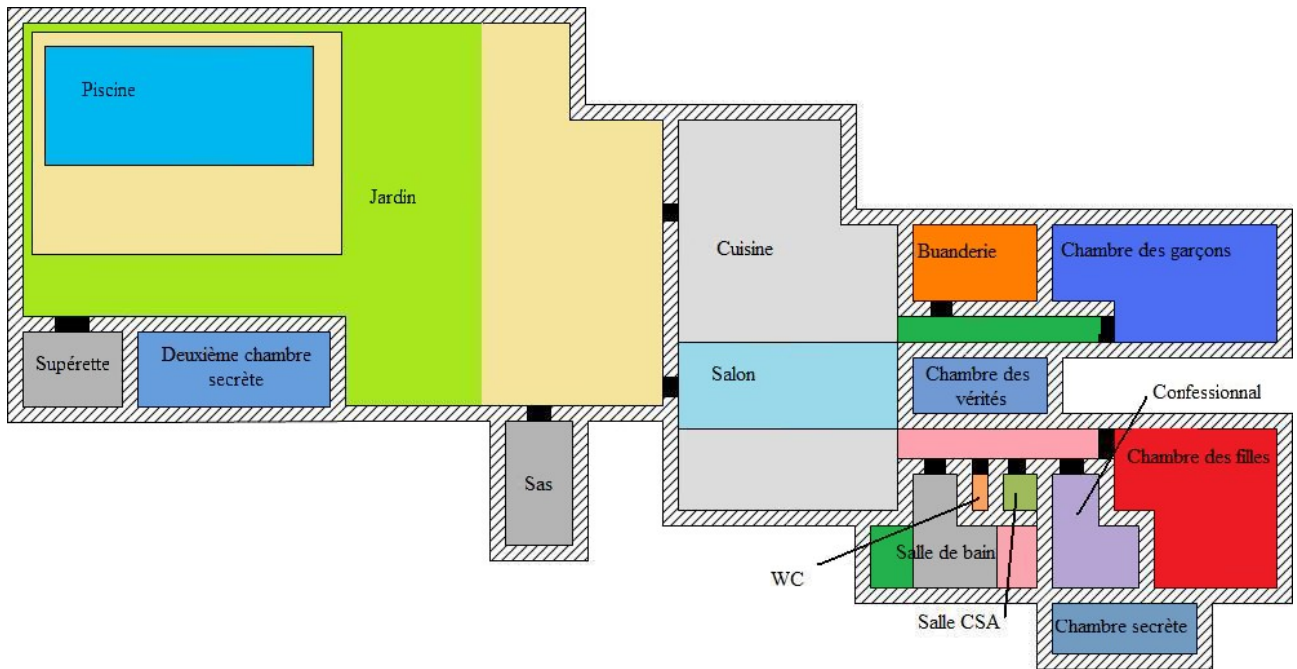 Piscine
Jardin
Cuisine
Buanderie
Chambre des garçons
Supérette
Deuxième chambre
secrète
Salon
Chambre des
vérités
Confessionnal
Chambre des filles
Sas
Salle de bain
WC
Salle CSA
Chambre secrète